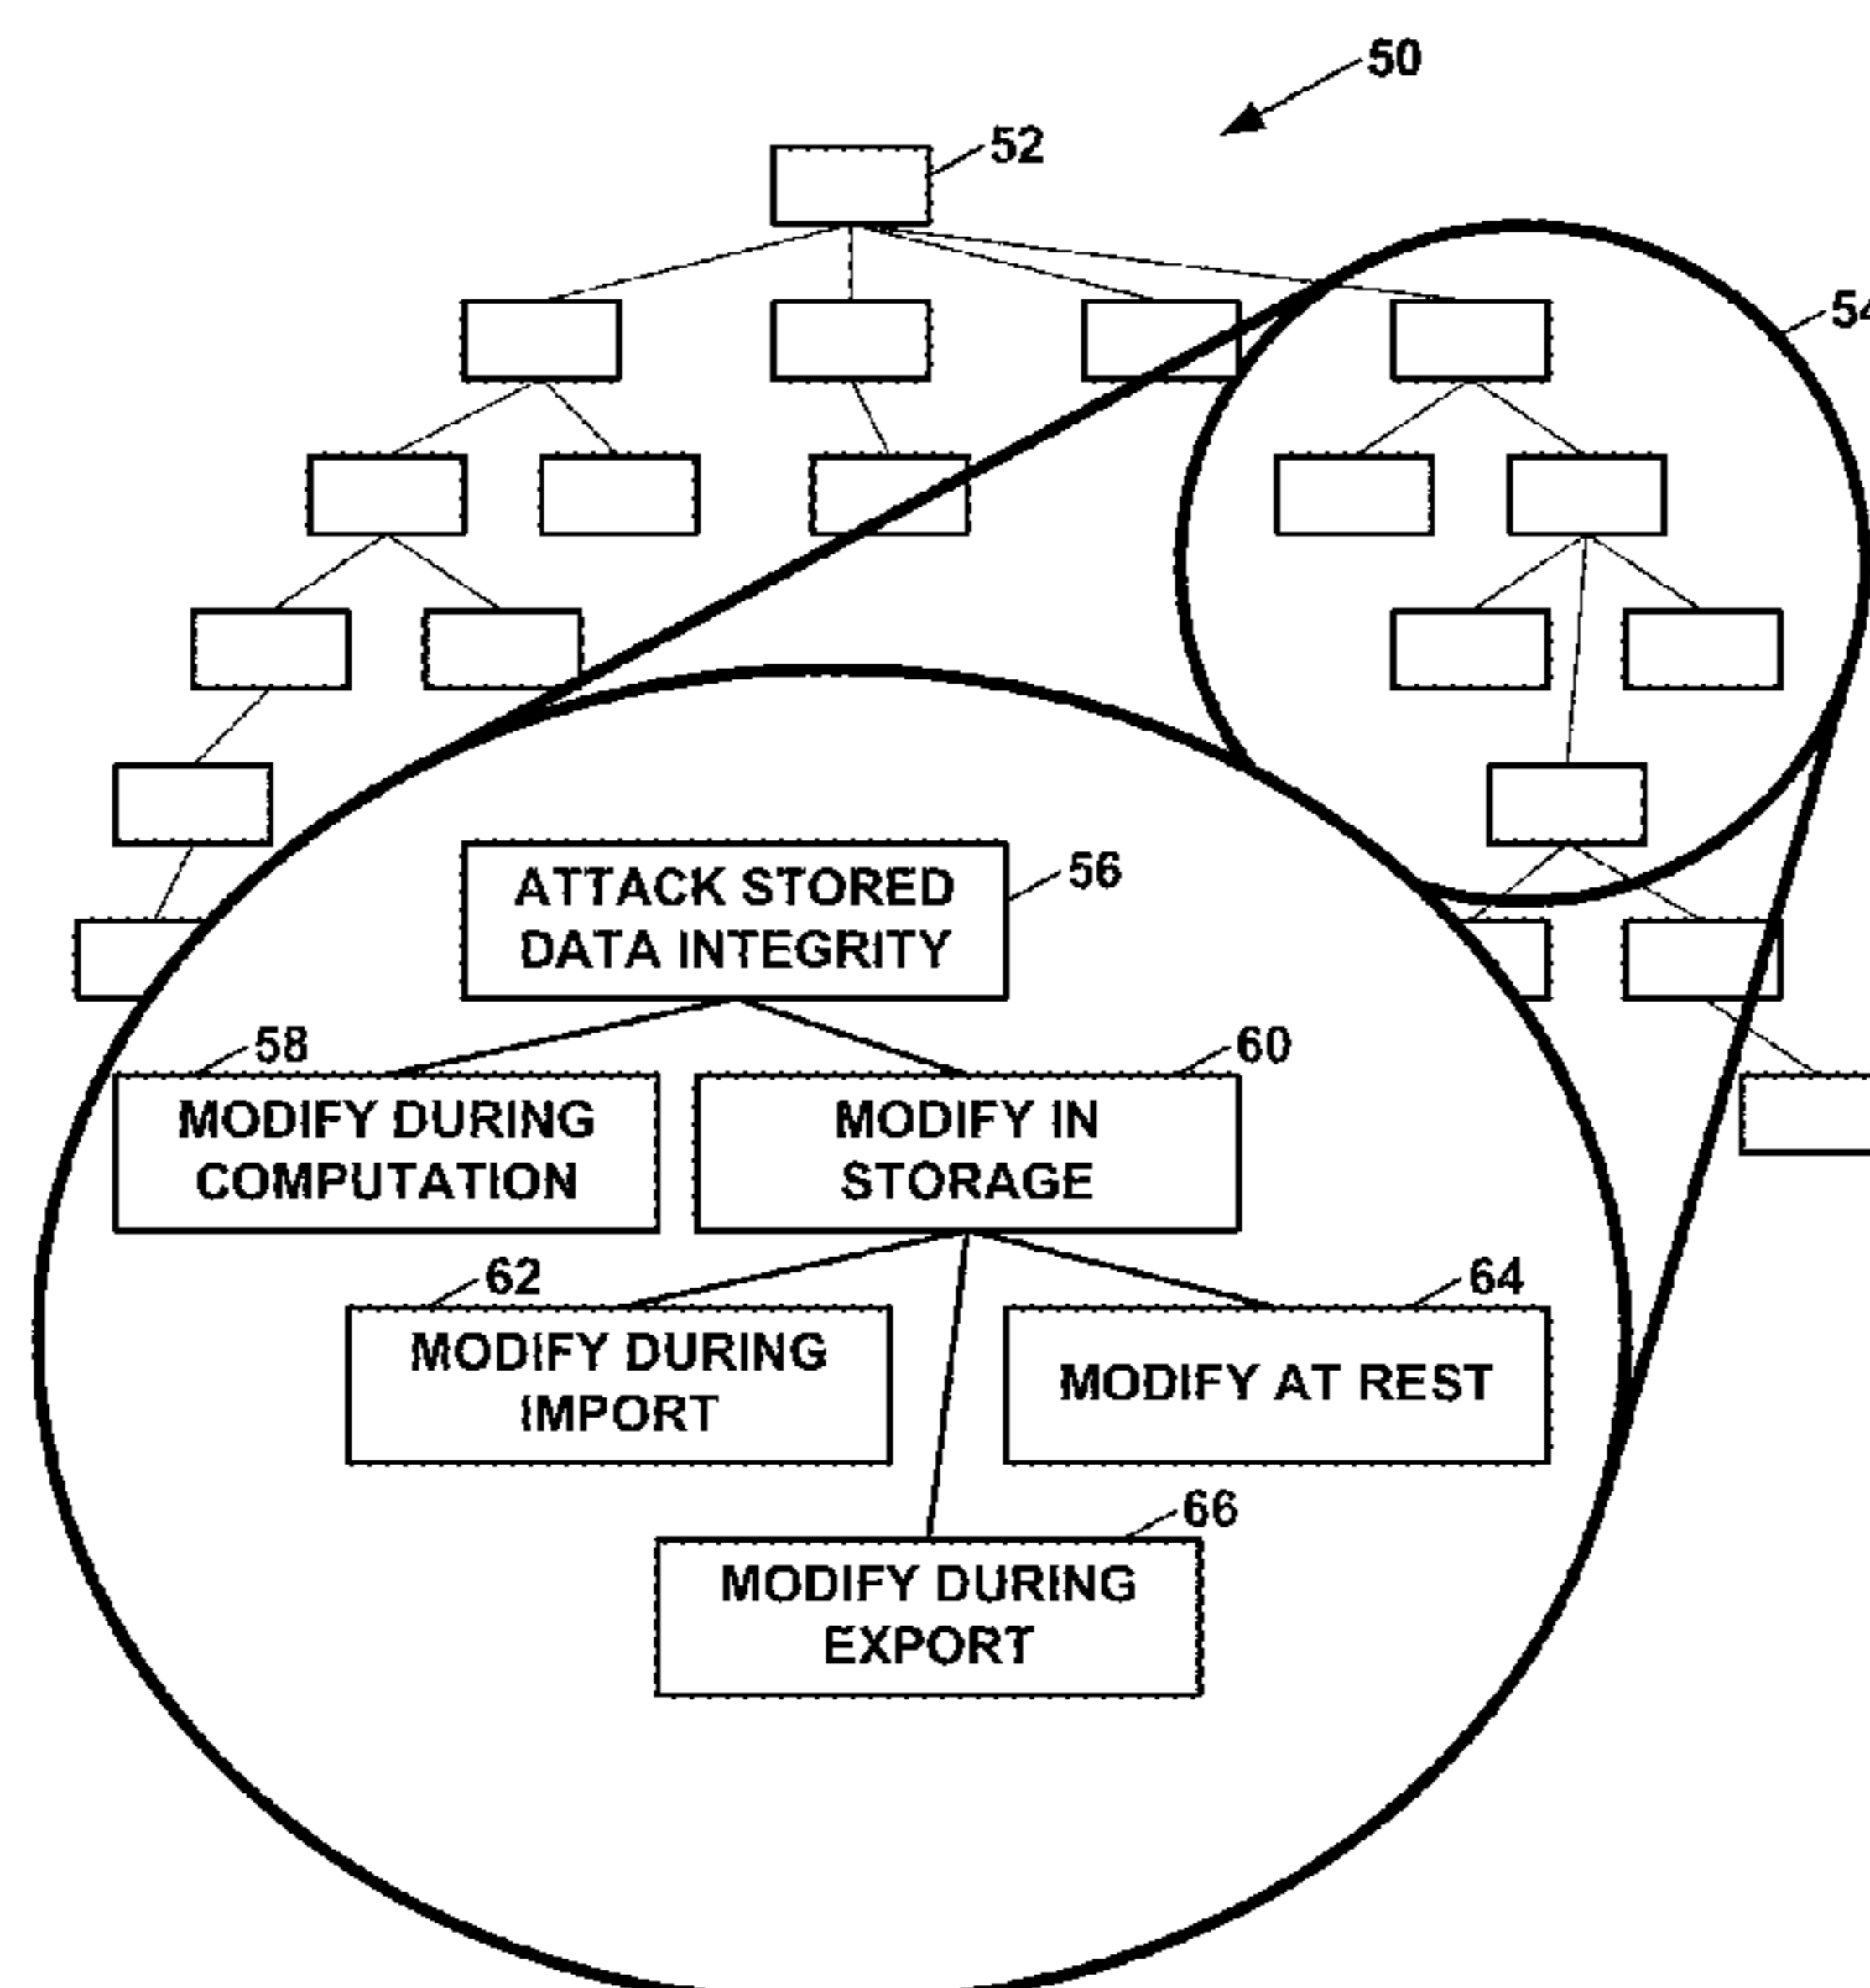 50
52
54
ATTACK STORED
DATA INTEGRITY
56
58
60
MODIFY DURING
COMPUTATION
MODIFY IN
STORAGE
62
64
MODIFY DURING
IMPORT
MODIFY AT REST
66
MODIFY DURING
EXPORT